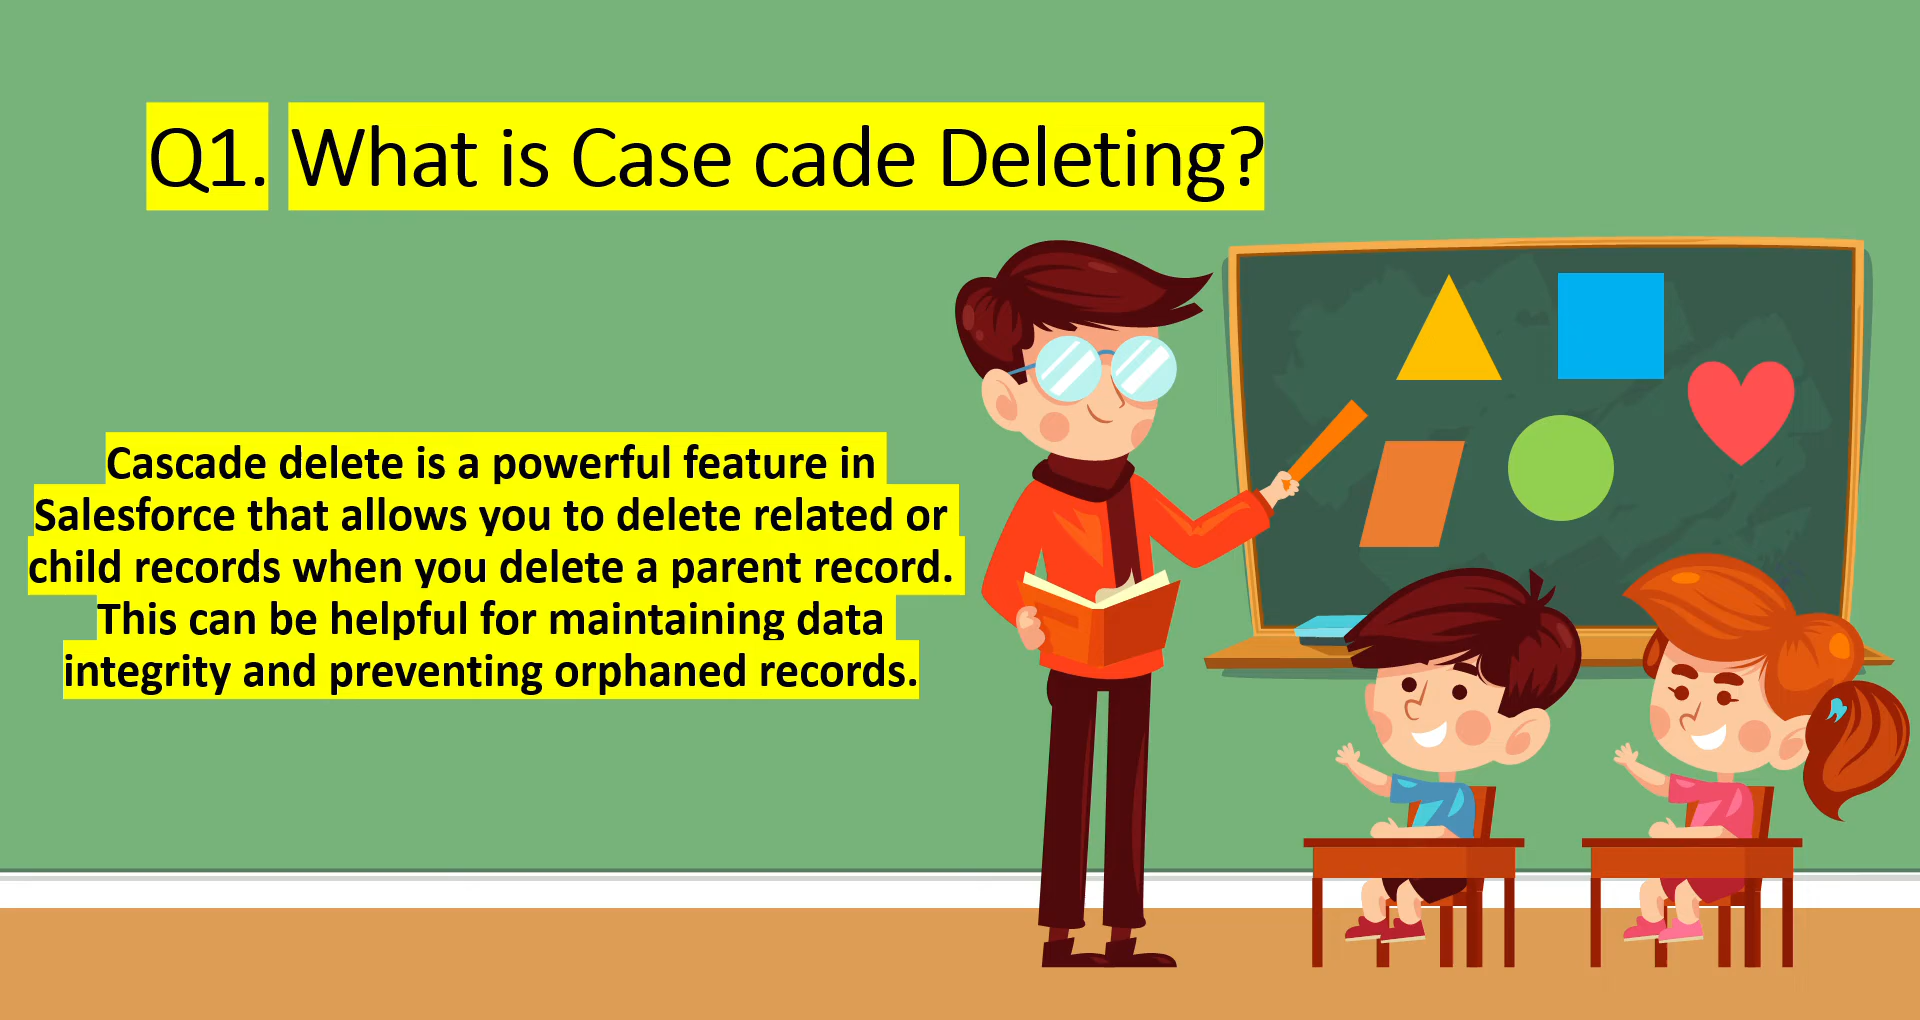 Q1. What is Case cade Deleting?
Cascade delete is a powerful feature in
Salesforce that allows you to delete related or
child records when you delete a parent record.
This can be helpful for maintaining data
integrity and preventing orphaned records.